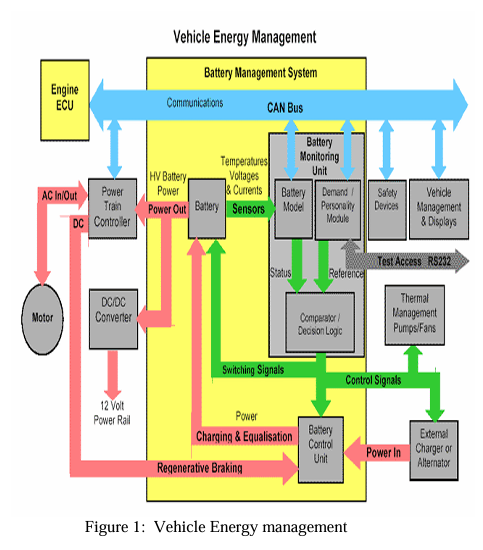 Vehicle Energy Management
Engine
ECU
Battery Management System
Communications
CAN Bus
HV Battery
Power
Temperatures
Voltages
& Currents
Battery
Monitoring
Unit
AC In/Out
DC
Power
Train
Controller
Power Out
Battery
Sensors
Battery
Model
Demand /
Personality
Module
Safety
Devices
Vehicle
Management
& Displays
Test Access RS232
Status
Reference
Motor
DC/DC
Converter
Comparator /
Decision Logic
Thermal
Management
Pumps/Fans
Switching Signals
Control Signals
12 Volt
Power Rail
Power
Charging & Equalisation
Battery
Control
Unit
Power In
External
Charger or
Alternator
Regenerative Braking
Figure 1: Vehicle Energy management